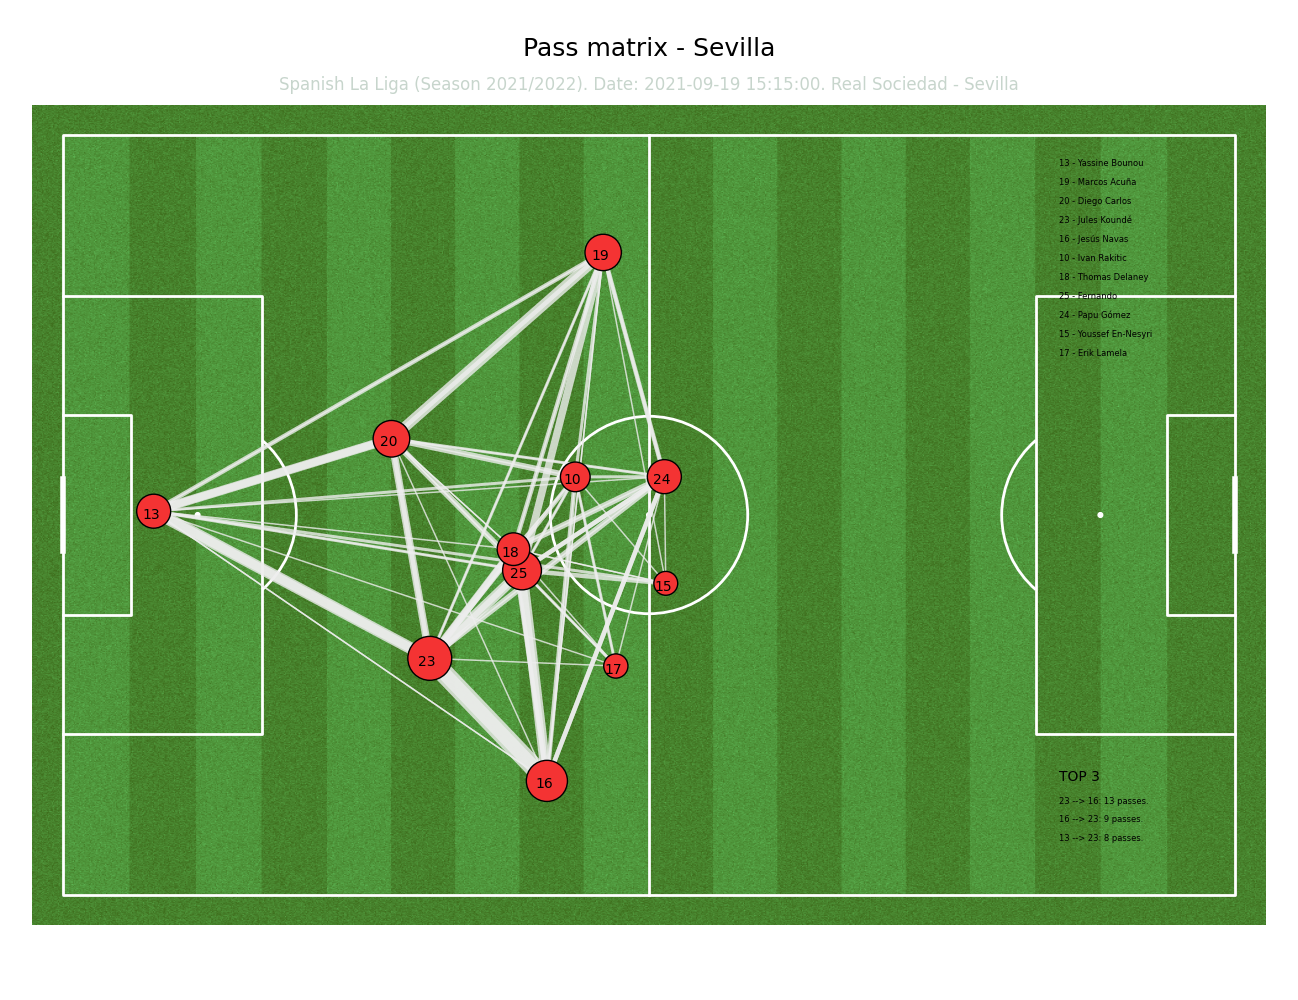 Pass matrix - Sevilla
Spanish La Liga (Season 2021/2022). Date: 2021-09-19 15:15:00. Real Sociedad - Sevilla
13 - Yassine Bounou
19 - Marcos Acuña
20 - Diego Carlos
23 - Jules Koundé
16 - Jesús Navas
10 - Ivan Rakitic
18 - Thomas Delaney
25 - Fernando
24 - Papu Gómez
15 - Youssef En-Nesyri
17 - Erik Lamela
19
20
10
24
13
18
25
15
23
17
16
TOP 3
23 --> 16: 13 passes.
16 --> 23: 9 passes.
13 --> 23: 8 passes.